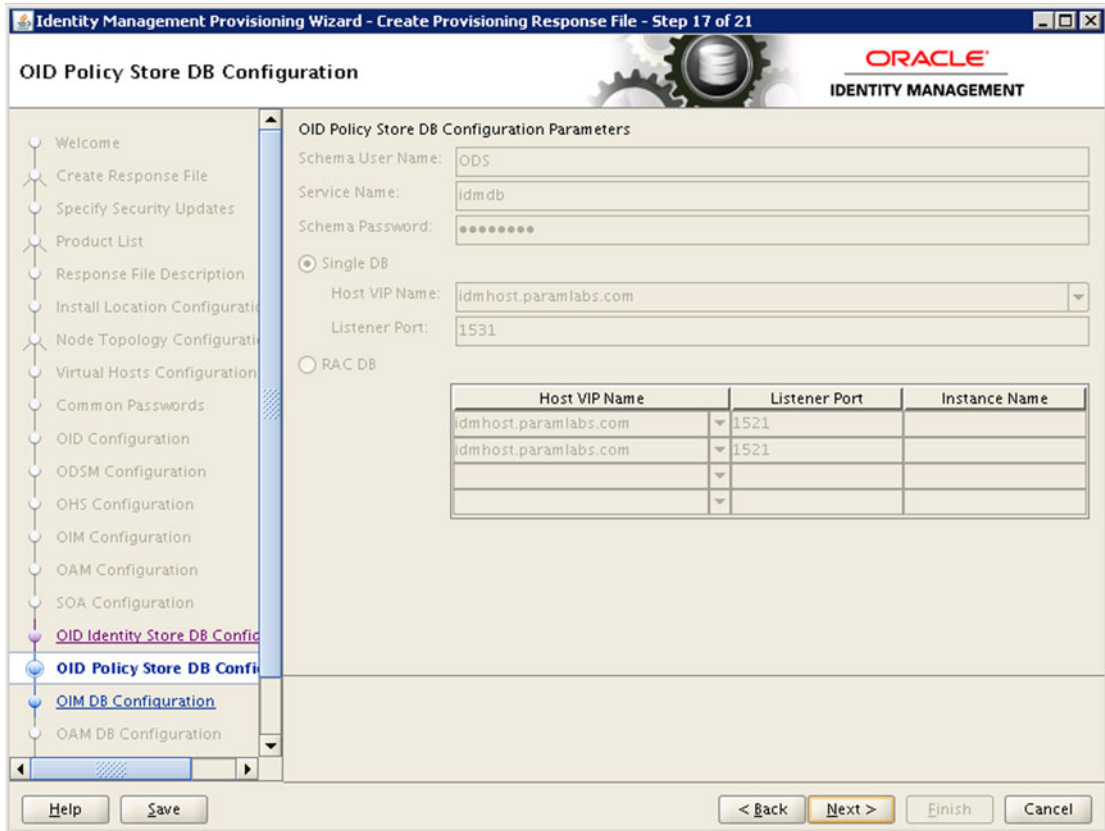 Identity Management Provisioning Wizard - Create Provisioning Response File - Step 17 of 21
OID Policy Store DB Configuration
ORACLE
IDENTITY MANAGEMENT
Welcome
Create Response File
Specify Security Updates
Product List
Response File Description
Install Location Configuratio
Node Topology Configurati
Virtual Hosts Configuration
Common Passwords
OID Configuration
ODSM Configuration
OHS Configuration
OIM Configuration
OAM Configuration
SOA Configuration
OID Identity Store DB Config
OID Policy Store DB Confi
OIM DB Configuration
OAM DB Configuration
OID Policy Store DB Configuration Parameters
Schema User Name: ODS
Service Name: idmdb
Schema Password: ●●●●●●●●
Single DB
Host VIP Name: idmhost.paramlabs.com
Listener Port: 1531
RAC DB
Host VIP Name Listener Port Instance Name
idmhost.paramlabs.com 1521
idmhost.paramlabs.com 1521
Help Save < Back Next > Finish Cancel